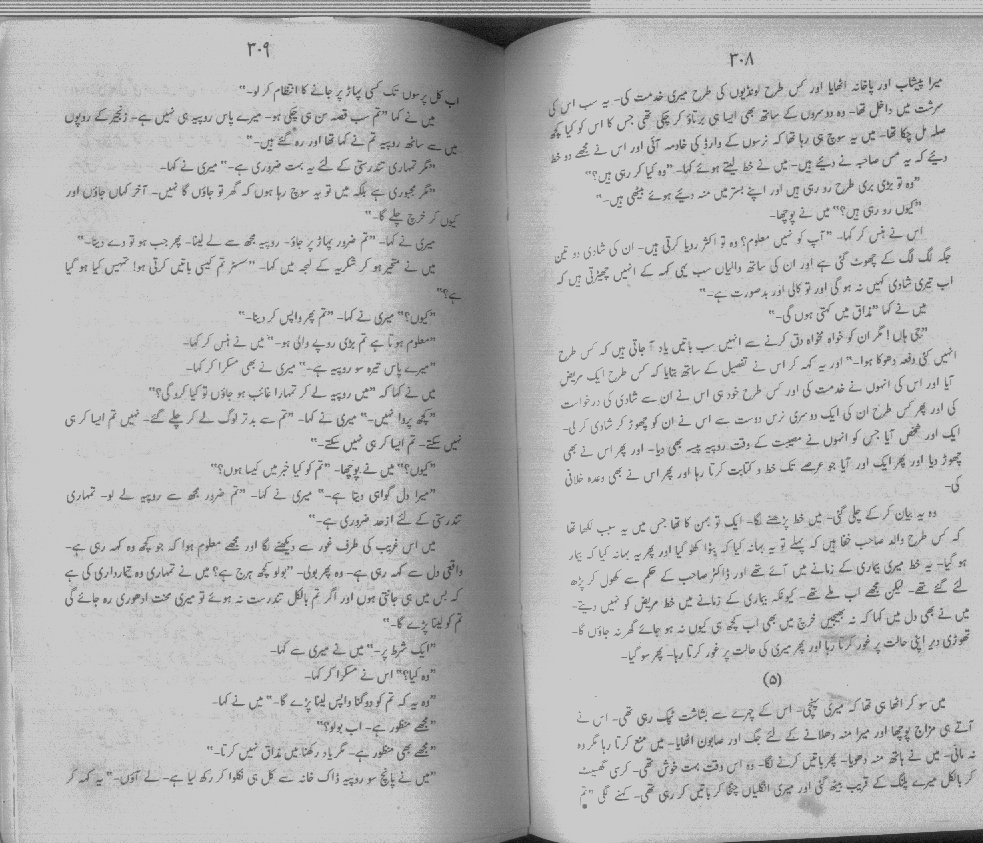 ۳۰۸
میرا پیشاب اور پاخانہ اٹھایا اور کس طرح لونڈیوں کی طرح میری خدمت کی۔ یہ سب اس کی
سرشت میں داخل تھا۔ وہ دوسروں کے ساتھ بھی ایسا ہی برتاؤ کر چکی تھی جس کا اس کو کیا کچھ
صلہ مل چکا تھا۔ میں یہ سوچ ہی رہا تھا کہ نرسوں کے وارڈ کی خادمہ آئی اور اس نے مجھے دو خط
دیئے کہ یہ مس صاحبہ نے دیئے ہیں۔ میں نے خط لیتے ہوئے کہا۔ "وہ کیا کر رہی ہیں؟"
"وہ تو بڑی بری طرح رو رہی ہیں اور اپنے بستر میں منہ دیئے ہوئے بیٹھی ہیں۔"
"کیوں رو رہی ہیں؟" میں نے پوچھا۔
اس نے ہنس کر کہا۔ "آپ کو نہیں معلوم؟ وہ تو اکثر رویا کرتی ہیں۔ ان کی شادی دو تین
جگہ لگ لگ کے چھوٹ گئی ہے اور ان کی ساتھ والیاں سب یہی کہہ کے انہیں چھیڑتی ہیں کہ
اب تیری شادی کہیں نہ ہو گی اور تو کالی اور بدصورت ہے۔"
میں نے کہا "مذاق میں کہتی ہوں گی۔"
"جی ہاں! مگر ان کو خواہ مخواہ دق کرنے سے انہیں سب باتیں یاد آ جاتی ہیں کہ کس طرح
انہیں کئی دفعہ دھوکا ہوا۔" اور یہ کہہ کر اس نے تفصیل کے ساتھ بتایا کہ کس طرح ایک مریض
آیا اور اس کی انہوں نے خدمت کی اور کس طرح خود ہی اس نے ان سے شادی کی درخواست
کی اور پھر کس طرح ان کی ایک دوسری نرس دوست سے اس نے ان کو چھوڑ کر شادی کر لی۔
ایک اور شخص آیا جس کو انہوں نے مصیبت کے وقت روپیہ پیسہ بھی دیا۔ اور پھر اس نے بھی
چھوڑ دیا اور پھر ایک اور آیا جو عرصے تک خط و کتابت کرتا رہا اور پھر اس نے بھی وعدہ خلافی
کی۔
وہ یہ بیان کر کے چلی گئی۔ میں خط پڑھنے لگا۔ ایک تو بہن کا تھا جس میں یہ سب لکھا تھا
کہ کس طرح والد صاحب خفا ہیں کہ پہلے تو یہ بہانہ کیا کہ بٹوا کھو گیا اور پھر یہ بہانہ کیا کہ بیمار
ہو گیا۔ یہ خط میری بیماری کے زمانے میں آئے تھے اور ڈاکٹر صاحب کے حکم سے کھول کر پڑھ
لئے گئے تھے۔ لیکن مجھے اب ملے تھے۔ کیونکہ بیماری کے زمانے میں خط مریض کو نہیں دیتے۔
میں نے بھی دل میں کہا کہ نہ بھیجیں خرچ میں بھی اب کچھ ہی کیوں نہ ہو جائے گھر نہ جاؤں گا۔
تھوڑی دیر اپنی حالت پر غور کرتا رہا اور پھر میری کی حالت پر غور کرتا رہا۔ پھر سو گیا۔
(۵)
میں سو کر اٹھا ہی تھا کہ میری پہنچی۔ اس کے چہرے سے بشاشت ٹپک رہی تھی۔ اس نے
آتے ہی مزاج پوچھا اور میرا منہ دھلانے کے لئے جگ اور صابون اٹھایا۔ میں منع کرتا رہا مگر وہ
نہ مانی۔ میں نے ہاتھ منہ دھویا۔ پھر باتیں کرنے لگا۔ وہ اس وقت بہت خوش تھی۔ کرسی گھسیٹ
کر بالکل میرے پلنگ کے قریب بیٹھ گئی اور میری انگلیاں چٹکا کر باتیں کر رہی تھی۔ کہنے لگی "تم
۳۰۹
اب کل پرسوں تک کسی پہاڑ پر جانے کا انتظام کر لو۔"
میں نے کہا "تم سب قصہ سن ہی چکی ہو۔ میرے پاس روپیہ ہی نہیں ہے۔ زنجیر کے روپوں
میں سے ساٹھ روپیہ تم نے کہا تھا اور رہ گئے ہیں۔"
"مگر تمہاری تندرستی کے لئے یہ بہت ضروری ہے۔" میری نے کہا۔
"مگر مجبوری ہے بلکہ میں تو یہ سوچ رہا ہوں کہ گھر تو جاؤں گا نہیں۔ آخر کہاں جاؤں اور
کیوں کر خرچ چلے گا۔"
میری نے کہا۔ "تم ضرور پہاڑ پر جاؤ۔ روپیہ مجھ سے لے لینا۔ پھر جب ہو تو دے دینا۔"
میں نے متحیر ہو کر شکریہ کے لہجہ میں کہا۔ "سسٹر تم کیسی باتیں کرتی ہو! تمہیں کیا ہو گیا
ہے؟"
"کیوں؟" میری نے کہا۔ "تم پھر واپس کر دینا۔"
"معلوم ہوتا ہے تم بڑی روپے والی ہو۔" میں نے ہنس کر کہا۔
"میرے پاس تیرہ سو روپیہ ہے۔" میری نے بھی مسکرا کر کہا۔
میں نے کہا کہ "میں روپیہ لے کر تمہارا غائب ہو جاؤں تو کیا کرو گی؟"
"کچھ پروا نہیں۔" میری نے کہا۔ "تم سے بدتر لوگ لے کر چلے گئے۔ نہیں تم ایسا کر ہی
نہیں سکتے۔ تم ایسا کر ہی نہیں سکتے۔"
"کیوں؟" میں نے پوچھا۔ "تم کو کیا خبر میں کیسا ہوں؟"
"میرا دل گواہی دیتا ہے۔" میری نے کہا۔ "تم ضرور مجھ سے روپیہ لے لو۔ تمہاری
تندرستی کے لئے ازحد ضروری ہے۔"
میں اس غریب کی طرف غور سے دیکھنے لگا اور مجھے معلوم ہوا کہ جو کچھ وہ کہہ رہی ہے۔
واقعی دل سے کہہ رہی ہے۔ وہ پھر بولی۔ "بولو کچھ ہرج ہے؟ میں نے تمہاری وہ تیمارداری کی ہے
کہ بس میں ہی جانتی ہوں اور اگر تم بالکل تندرست نہ ہوئے تو میری محنت ادھوری رہ جائے گی
تم کو لینا پڑے گا۔"
"ایک شرط پر۔" میں نے میری سے کہا۔
"وہ کیا؟" اس نے مسکرا کر کہا۔
"وہ یہ کہ تم کو دوگنا واپس لینا پڑے گا۔" میں نے کہا۔
"مجھے منظور ہے۔ اب بولو؟"
"مجھے بھی منظور ہے۔ مگر یاد رکھنا میں مذاق نہیں کرتا۔"
"میں نے پانچ سو روپیہ ڈاک خانہ سے کل ہی نکلوا کر رکھ لیا ہے۔ لے آؤں۔" یہ کہہ کر